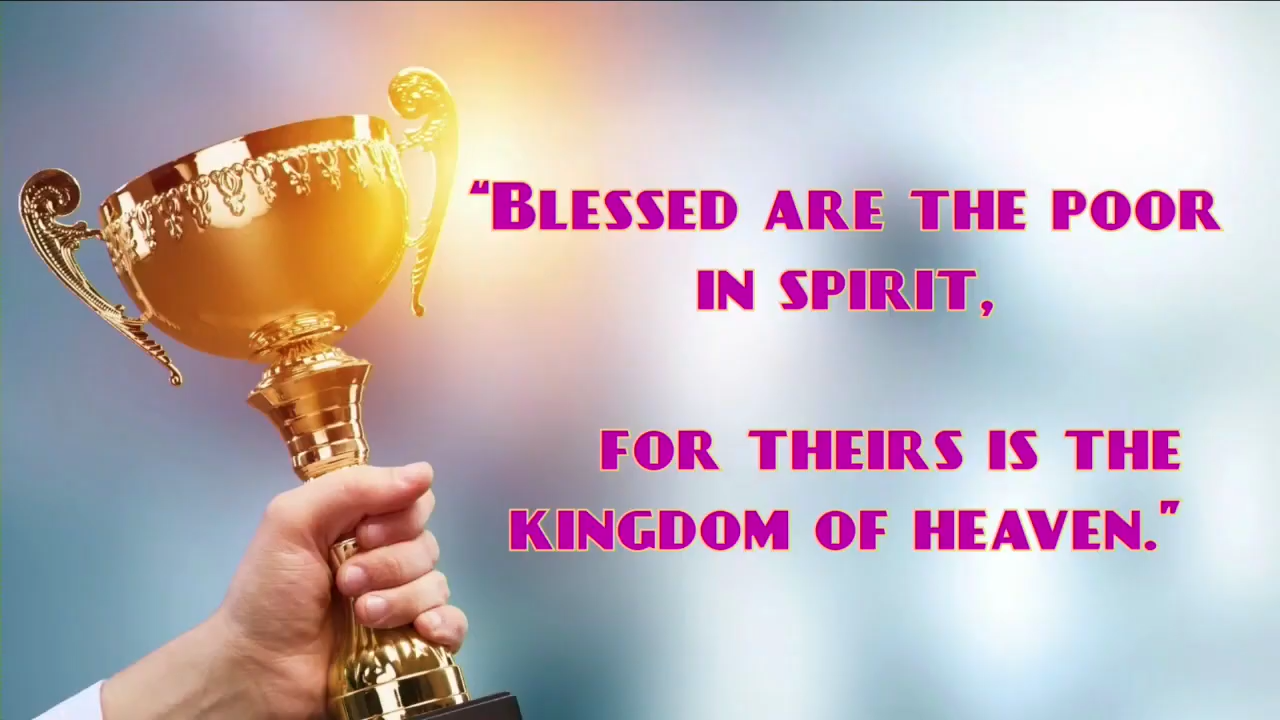 “Blessed are the poor
in spirit,
for theirs is the
kingdom of heaven.”